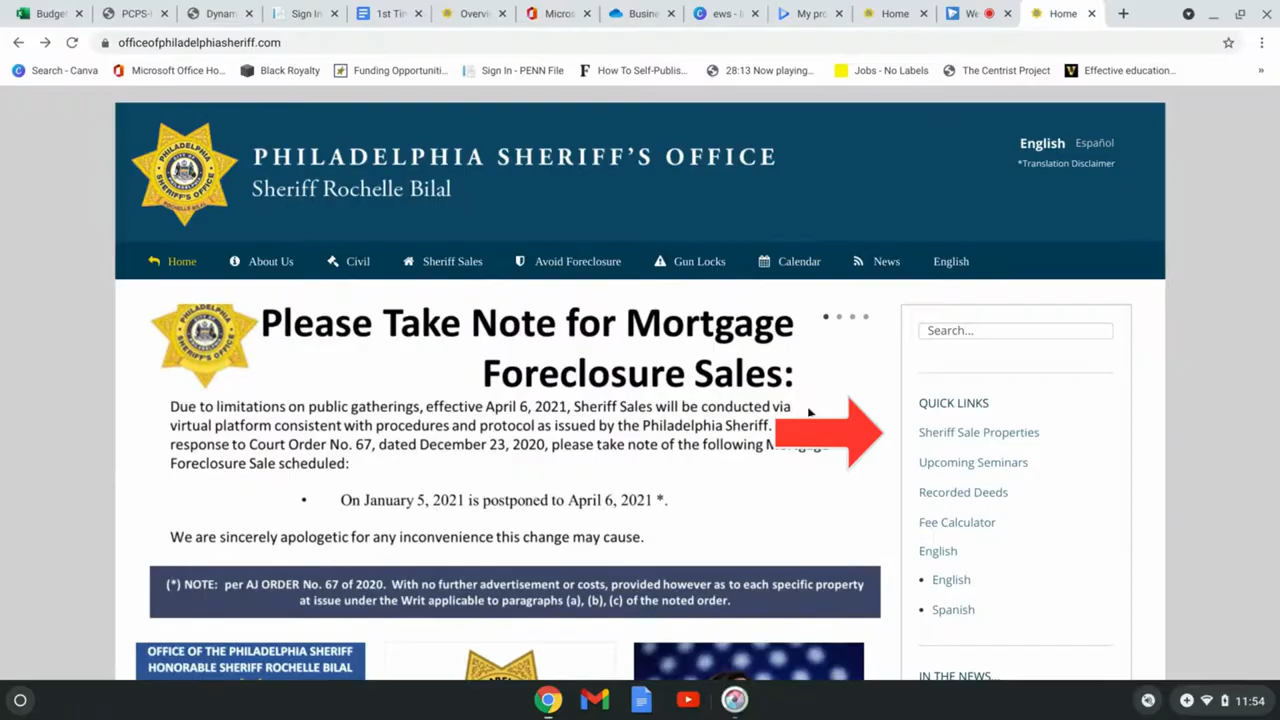 Budget
PCPS-
Dynam
Sign In
1st Tin
Overvi
Micros
Busine
ews -
My pro
Home
We
Home
officeofphiladelphiasheriff.com
Search - Canva
Microsoft Office Ho...
Black Royalty
Funding Opportuniti...
Sign In - PENN File
How To Self-Publis...
28:13 Now playing...
Jobs - No Labels
The Centrist Project
Effective education...
PHILADELPHIA SHERIFF'S OFFICE
Sheriff Rochelle Bilal
English Español
*Translation Disclaimer
Home
About Us
Civil
Sheriff Sales
Avoid Foreclosure
Gun Locks
Calendar
News
English
Please Take Note for Mortgage
Foreclosure Sales:
Due to limitations on public gatherings, effective April 6, 2021, Sheriff Sales will be conducted via
virtual platform consistent with procedures and protocol as issued by the Philadelphia Sheriff.
response to Court Order No. 67, dated December 23, 2020, please take note of the following Mortgage
Foreclosure Sale scheduled:
• On January 5, 2021 is postponed to April 6, 2021 *.
We are sincerely apologetic for any inconvenience this change may cause.
(*) NOTE: per AJ ORDER No. 67 of 2020. With no further advertisement or costs, provided however as to each specific property
at issue under the Writ applicable to paragraphs (a), (b), (c) of the noted order.
OFFICE OF THE PHILADELPHIA SHERIFF
HONORABLE SHERIFF ROCHELLE BILAL
Search...
QUICK LINKS
Sheriff Sale Properties
Upcoming Seminars
Recorded Deeds
Fee Calculator
English
• English
• Spanish
IN THE NEWS...
11:54